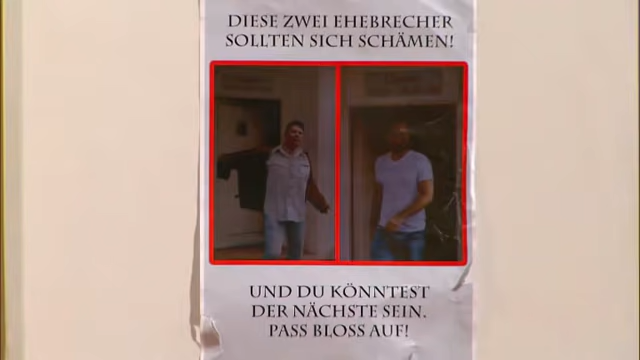 DIESE ZWEI EHEBRECHER
SOLLTEN SICH SCHÄMEN!
UND DU KÖNNTEST
DER NÄCHSTE SEIN.
PASS BLOSS AUF!